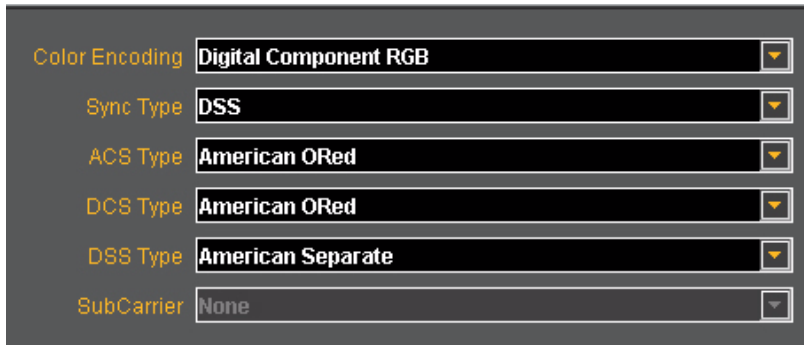 Color Encoding Digital Component RGB
Sync Type DSS
ACS Type American ORed
DCS Type American ORed
DSS Type American Separate
SubCarrier None